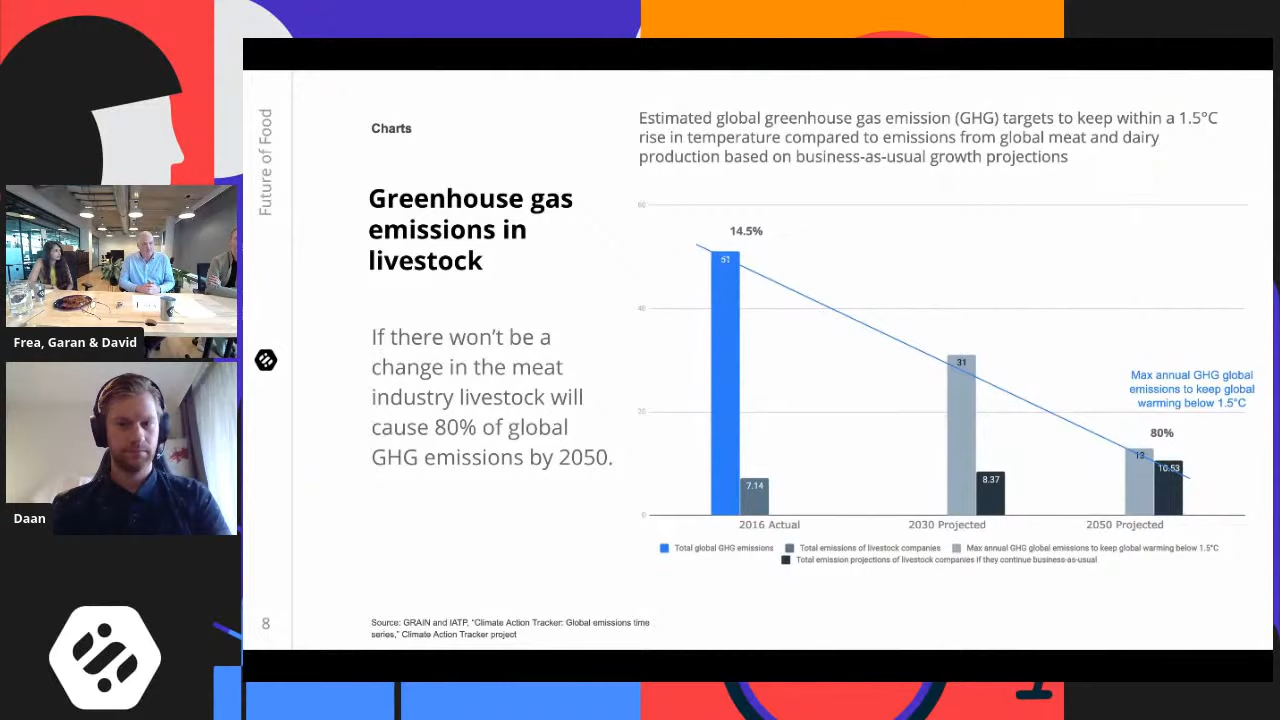 Future of Food
Charts
Greenhouse gas
emissions in
livestock
If there won't be a
change in the meat
industry livestock will
cause 80% of global
GHG emissions by 2050.
Estimated global greenhouse gas emission (GHG) targets to keep within a 1.5°C
rise in temperature compared to emissions from global meat and dairy
production based on business-as-usual growth projections
60
40
20
0
14.5%
51
7.14
31
8.37
Max annual GHG global
emissions to keep global
warming below 1.5°C
80%
13
10.53
2016 Actual
2030 Projected
2050 Projected
Total global GHG emissions
Total emissions of livestock companies
Max annual GHG global emissions to keep global warming below 1.5°C
Total emission projections of livestock companies if they continue business-as-usual
Source: GRAIN and IATP, "Climate Action Tracker: Global emissions time
series," Climate Action Tracker project
8
Frea, Garan & David
Daan